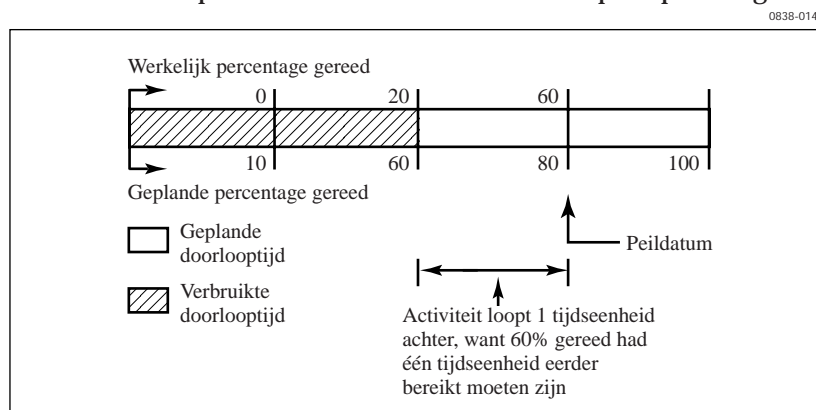 0838-014
Werkelijk percentage gereed
0 20 60
10 60 80 100
Geplande percentage gereed
Geplande
doorlooptijd
Peildatum
Verbruikte
doorlooptijd
Activiteit loopt 1 tijdseenheid
achter, want 60% gereed had
één tijdseenheid eerder
bereikt moeten zijn